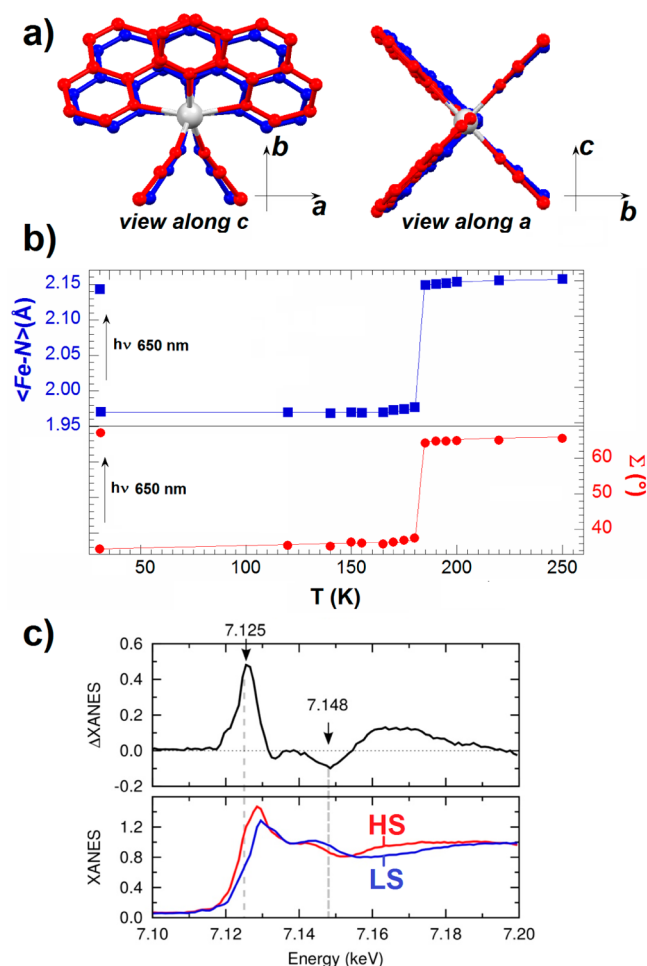 a)
b
a
view along c
c
b
view along a
b)
2.15
2.10
2.05
2.00
1.95
<Fe-N>(Å)
hν 650 nm
hν 650 nm
60
50
40
Σ (°)
50 100 150 200 250
T (K)
c)
7.125
7.148
0.6
0.4
0.2
0.0
-0.2
ΔXANES
HS
LS
1.2
0.8
0.4
0.0
XANES
7.10 7.12 7.14 7.16 7.18 7.20
Energy (keV)